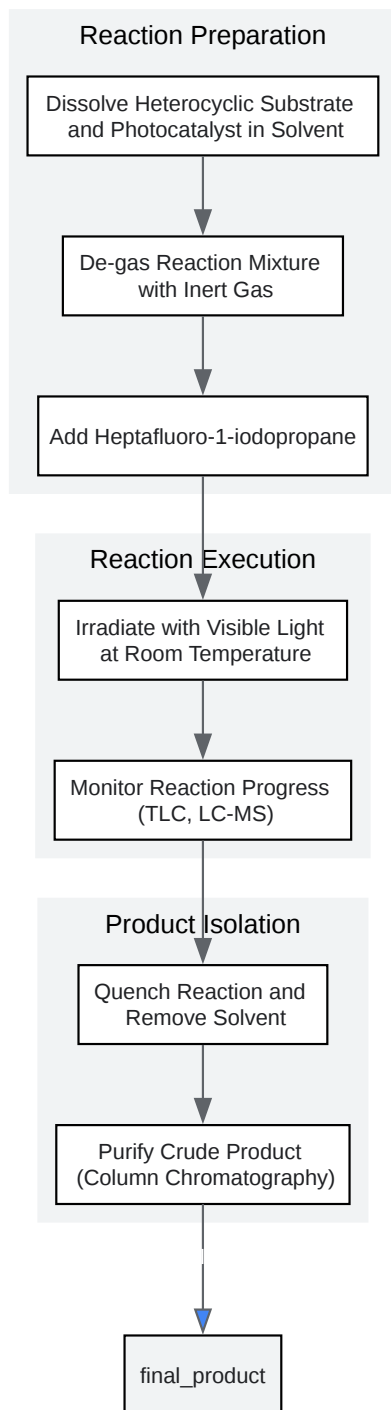 Reaction Preparation
Dissolve Heterocyclic Substrate
and Photocatalyst in Solvent
De-gas Reaction Mixture
with Inert Gas
Add Heptafluoro-1-iodopropane
Reaction Execution
Irradiate with Visible Light
at Room Temperature
Monitor Reaction Progress
(TLC, LC-MS)
Product Isolation
Quench Reaction and
Remove Solvent
Purify Crude Product
(Column Chromatography)
final_product